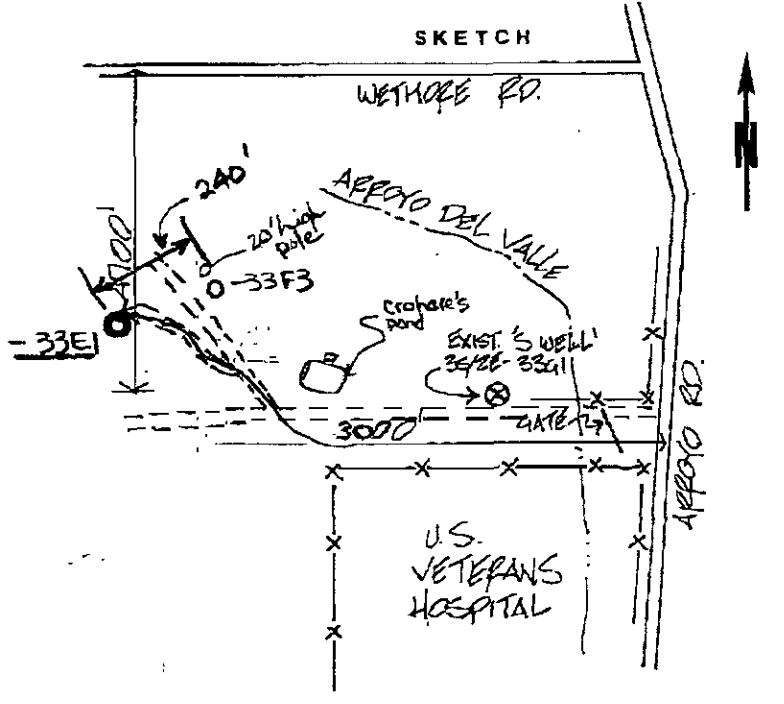 SKETCH
WETMORE RD.
N
240'
ARROYO DEL VALLE
20' high
pole
-33F3
-33E1
Crohare's
pond
EXIST. 'S WELL'
3S/2E-33G1
3000'
GATE
ARROYO RD.
U.S.
VETERANS
HOSPITAL